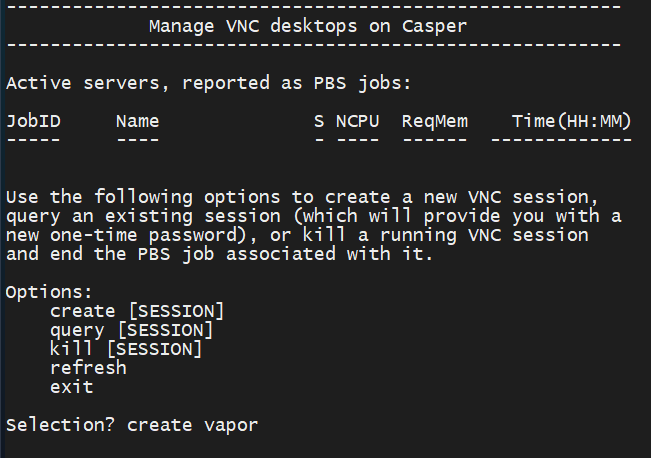 --------------------------------------------------------
Manage VNC desktops on Casper
--------------------------------------------------------
Active servers, reported as PBS jobs:
JobID     Name              S NCPU  ReqMem    Time(HH:MM)
-----     ----              - ----  ------  -------------
Use the following options to create a new VNC session,
query an existing session (which will provide you with a
new one-time password), or kill a running VNC session
and end the PBS job associated with it.
Options:
    create [SESSION]
    query [SESSION]
    kill [SESSION]
    refresh
    exit
Selection? create vapor